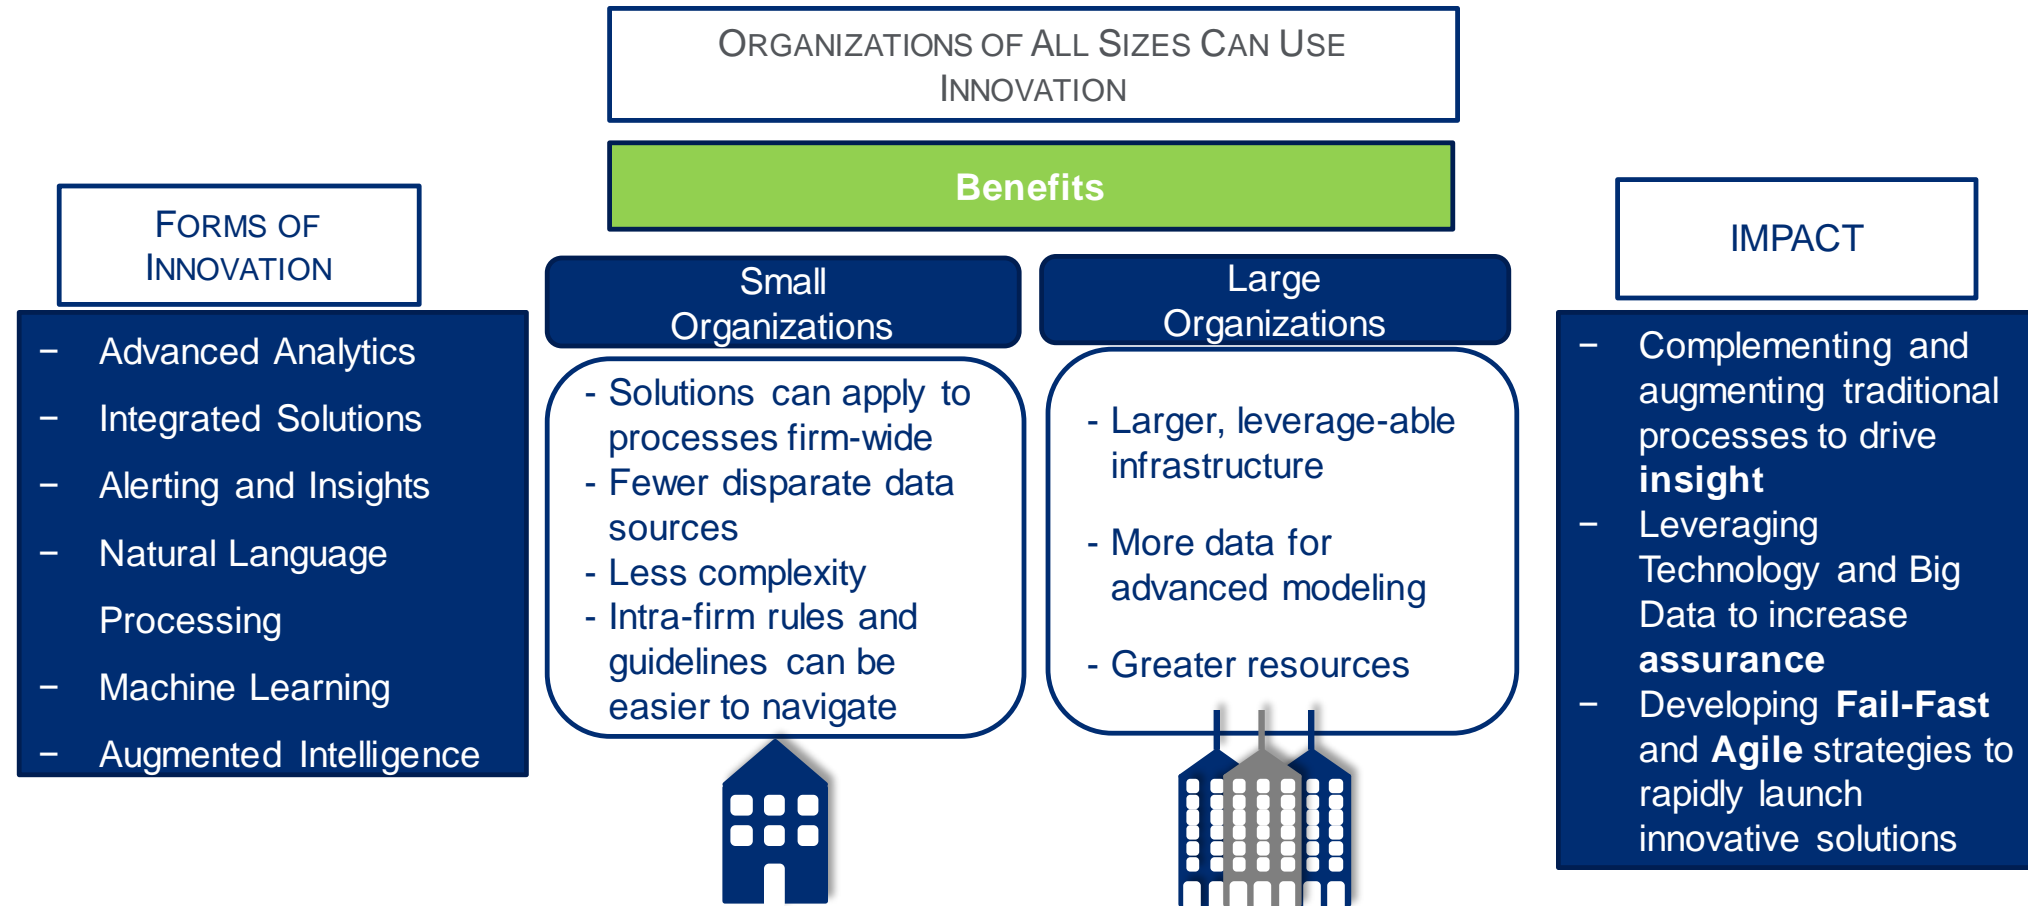 ORGANIZATIONS OF ALL SIZES CAN USE
INNOVATION
Benefits
FORMS OF
INNOVATION
− Advanced Analytics
− Integrated Solutions
− Alerting and Insights
− Natural Language
Processing
− Machine Learning
− Augmented Intelligence
Small
Organizations
- Solutions can apply to
processes firm-wide
- Fewer disparate data
sources
- Less complexity
- Intra-firm rules and
guidelines can be
easier to navigate
Large
Organizations
- Larger, leverage-able
infrastructure
- More data for
advanced modeling
- Greater resources
IMPACT
− Complementing and
augmenting traditional
processes to drive
insight
− Leveraging
Technology and Big
Data to increase
assurance
− Developing Fail-Fast
and Agile strategies to
rapidly launch
innovative solutions